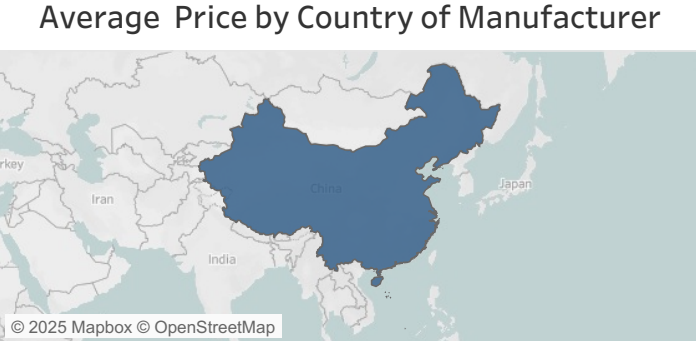 Average  Price by Country of Manufacturer
rkey
China
Japan
Iran
India
© 2025 Mapbox © OpenStreetMap